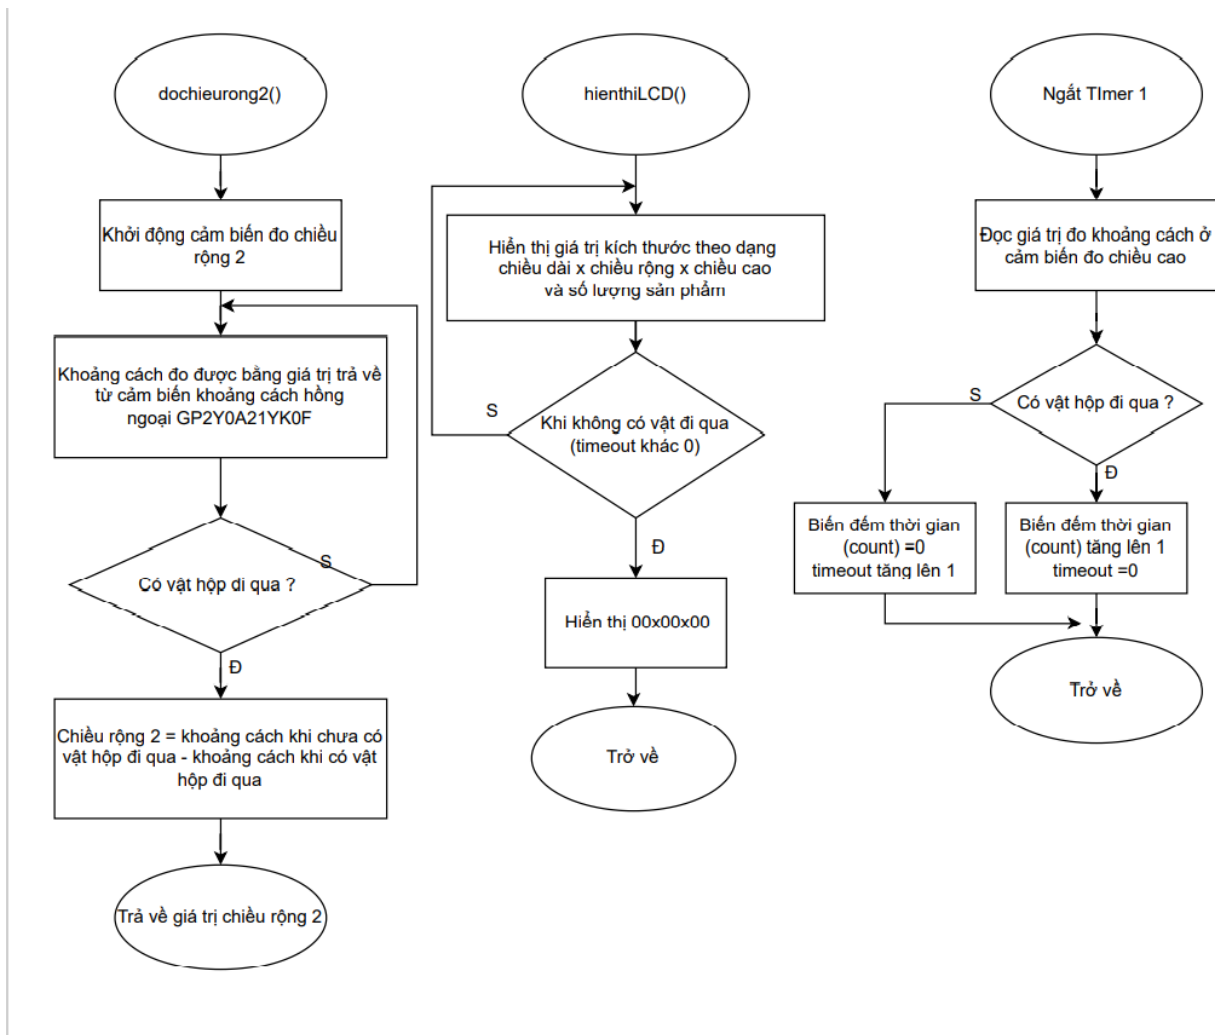 dochieurong2()
Khởi động cảm biến đo chiều
rộng 2
Khoảng cách đo được bằng giá trị trả về
từ cảm biến khoảng cách hồng
ngoại GP2Y0A21YK0F
S
Có vật hộp đi qua ?
Đ
Chiều rộng 2 = khoảng cách khi chưa có
vật hộp đi qua - khoảng cách khi có vật
hộp đi qua
Trả về giá trị chiều rộng 2
hienthiLCD()
Hiển thị giá trị kích thước theo dạng
chiều dài x chiều rộng x chiều cao
và số lượng sản phẩm
S
Khi không có vật đi qua
(timeout khác 0)
Đ
Hiển thị 00x00x00
Trở về
Ngắt TImer 1
Đọc giá trị đo khoảng cách ở
cảm biến đo chiều cao
S
Có vật hộp đi qua ?
Đ
Biến đếm thời gian
(count) =0
timeout tăng lên 1
Biến đếm thời gian
(count) tăng lên 1
timeout =0
Trở về